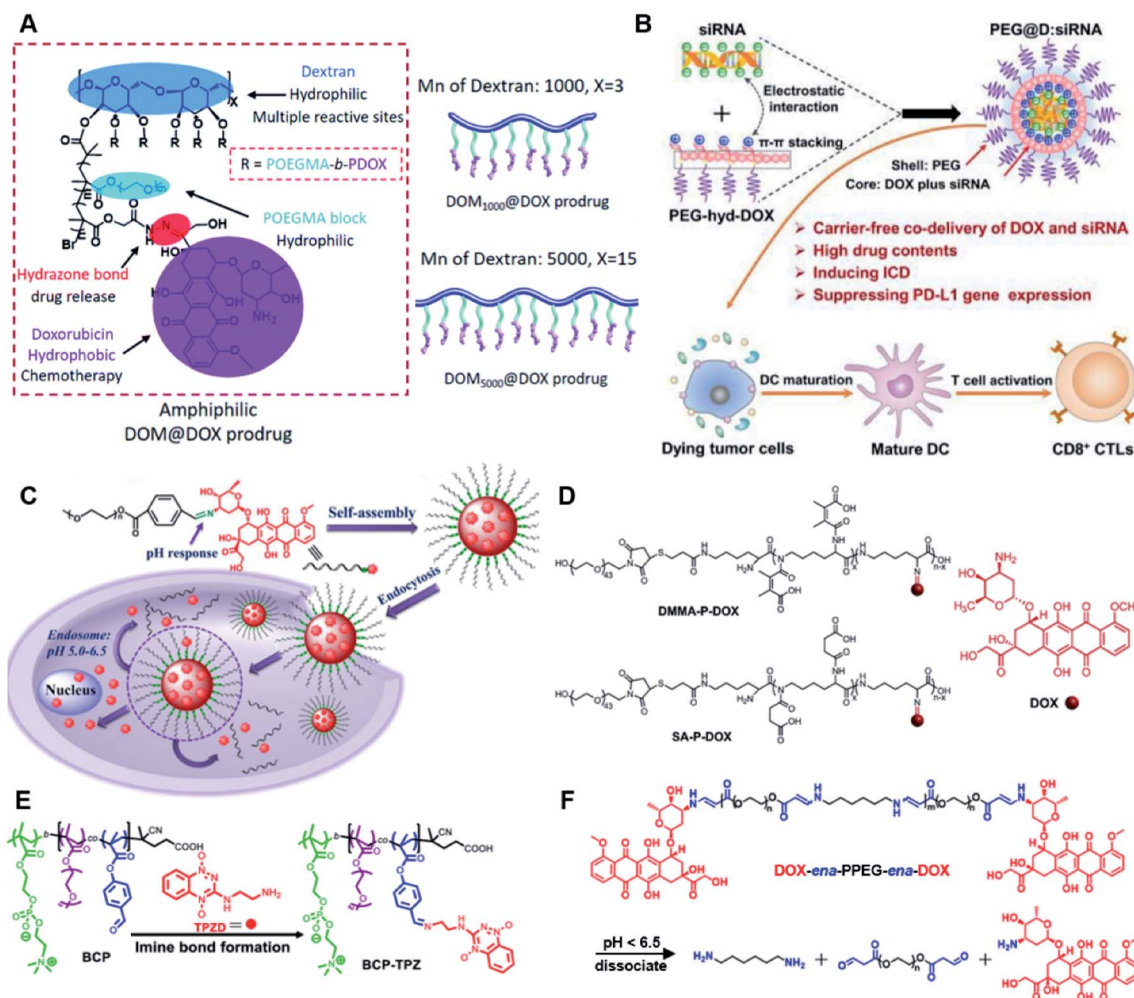 A
Dextran
Hydrophilic
Multiple reactive sites
R = POEGMA-b-PDOX
POEGMA block
Hydrophilic
Hydrazone bond
drug release
Doxorubicin
Hydrophobic
Chemotherapy
Amphiphilic
DOM@DOX prodrug
Mn of Dextran: 1000, X=3
DOM1000@DOX prodrug
Mn of Dextran: 5000, X=15
DOM5000@DOX prodrug
B
siRNA
PEG@D:siRNA
Electrostatic
interaction
π-π stacking
PEG-hyd-DOX
Shell: PEG
Core: DOX plus siRNA
➤ Carrier-free co-delivery of DOX and siRNA
➤ High drug contents
➤ Inducing ICD
➤ Suppressing PD-L1 gene expression
DC maturation
T cell activation
Dying tumor cells
Mature DC
CD8+ CTLs
C
pH response
Self-assembly
Endocytosis
Endosome:
pH 5.0-6.5
Nucleus
D
DMMA-P-DOX
SA-P-DOX
DOX
E
BCP
TPZD =
Imine bond formation
BCP-TPZ
F
DOX-ena-PPEG-ena-DOX
pH < 6.5
dissociate